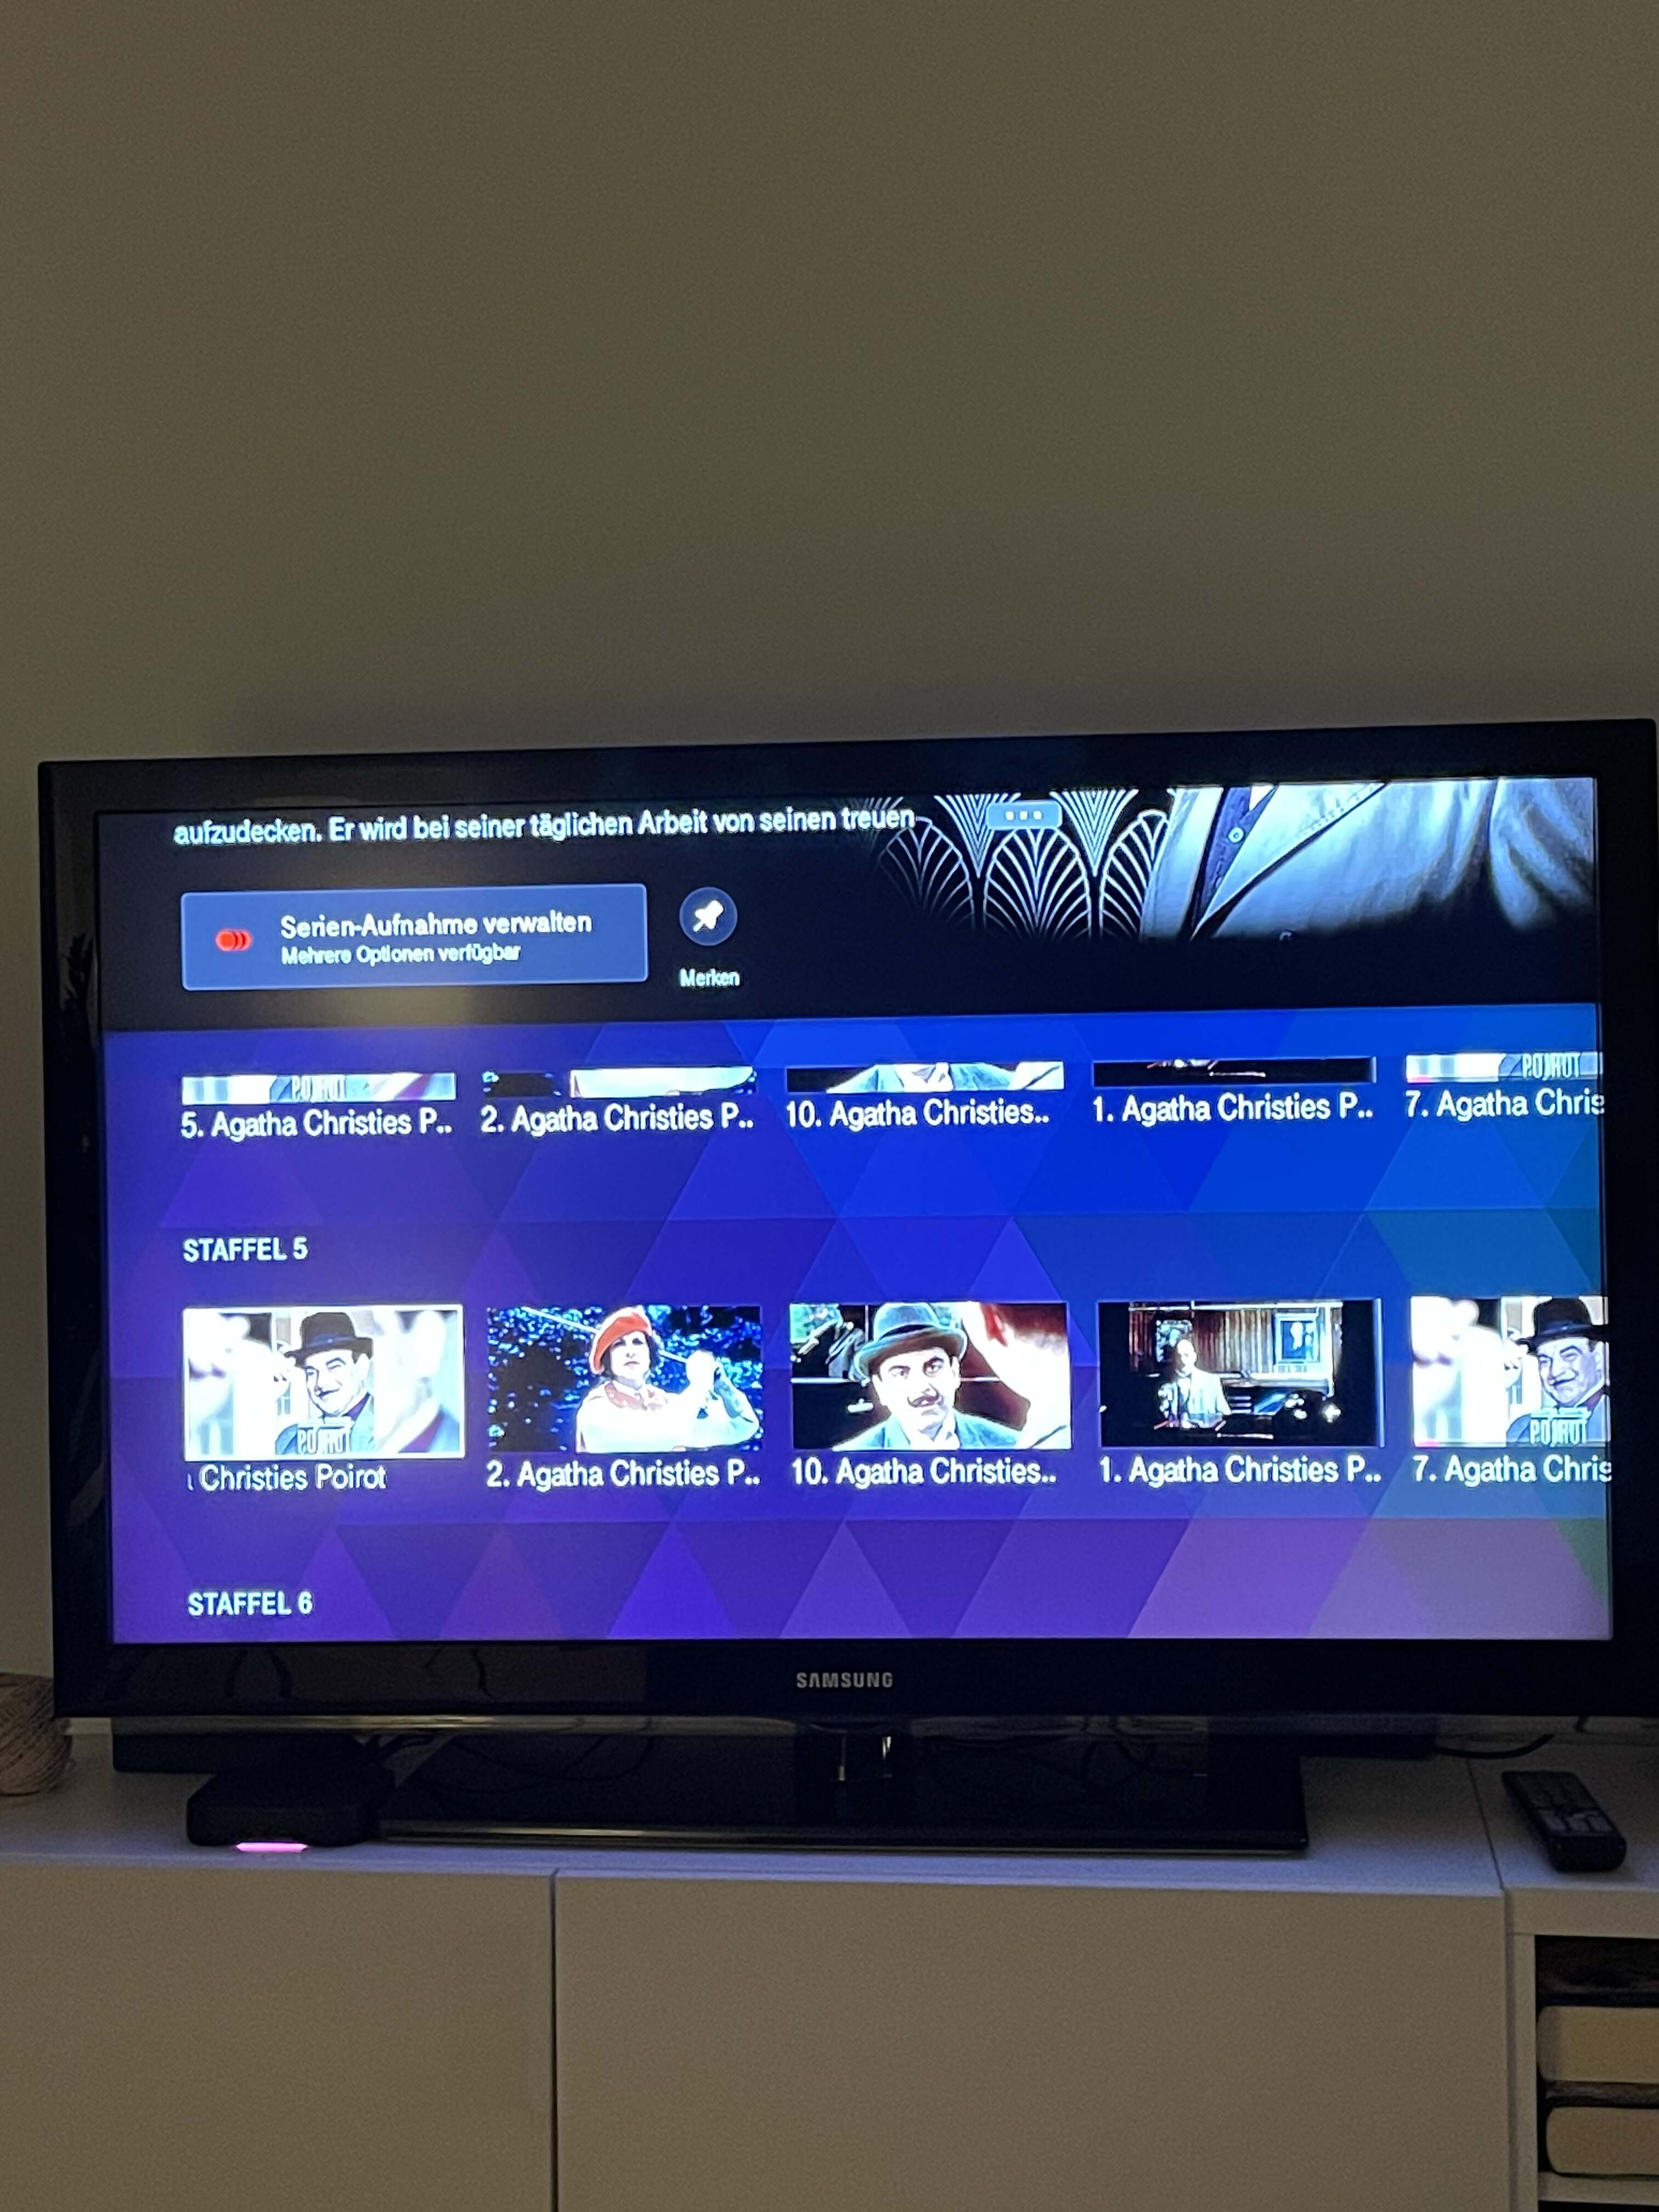 aufzudecken. Er wird bei seiner täglichen Arbeit von seinen treuen
Serien-Aufnahme verwalten
Mehrere Optionen verfügbar
Merken
POIROT
POIROT
5. Agatha Christies P..
2. Agatha Christies P..
10. Agatha Christies..
1. Agatha Christies P..
7. Agatha Chris
STAFFEL 5
POIROT
POIROT
Christies Poirot
2. Agatha Christies P..
10. Agatha Christies..
1. Agatha Christies P..
7. Agatha Chris
STAFFEL 6
SAMSUNG